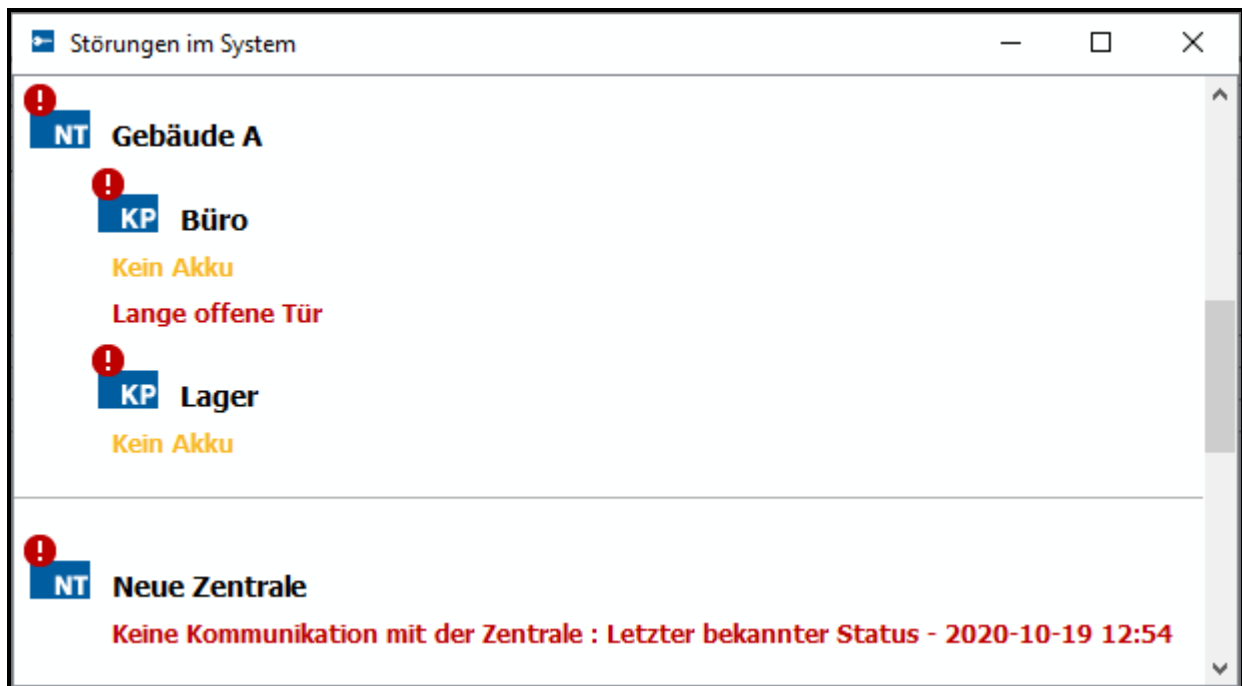 Störungen im System
!
NT Gebäude A
!
KP Büro
Kein Akku
Lange offene Tür
!
KP Lager
Kein Akku
!
NT Neue Zentrale
Keine Kommunikation mit der Zentrale : Letzter bekannter Status - 2020-10-19 12:54